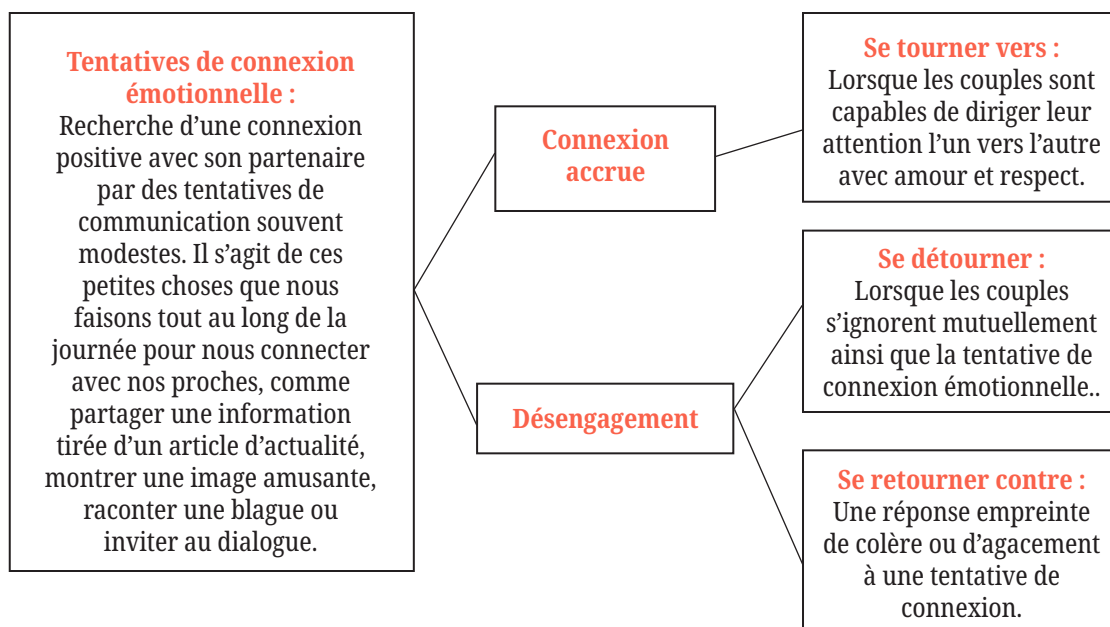 Tentatives de connexion
émotionnelle :
Recherche d’une connexion
positive avec son partenaire
par des tentatives de
communication souvent
modestes. Il s’agit de ces
petites choses que nous
faisons tout au long de la
journée pour nous connecter
avec nos proches, comme
partager une information
tirée d’un article d’actualité,
montrer une image amusante,
raconter une blague ou
inviter au dialogue.
Connexion
accrue
Désengagement
Se tourner vers :
Lorsque les couples sont
capables de diriger leur
attention l’un vers l’autre
avec amour et respect.
Se détourner :
Lorsque les couples
s’ignorent mutuellement
ainsi que la tentative de
connexion émotionnelle..
Se retourner contre :
Une réponse empreinte
de colère ou d’agacement
à une tentative de
connexion.